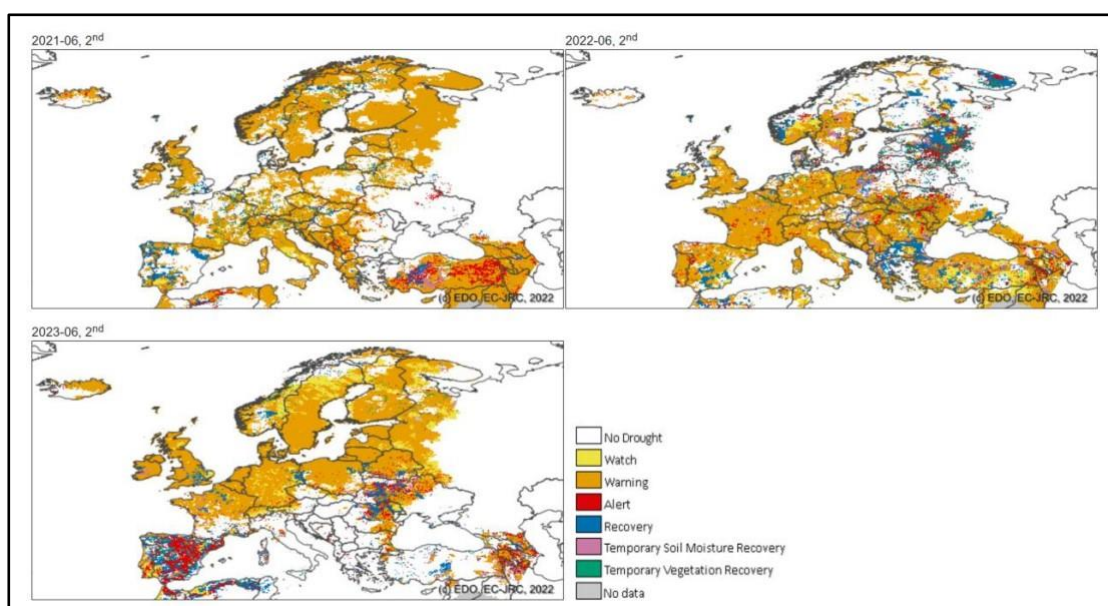 2021-06, 2nd
2022-06, 2nd
(c) EDO, EC-JRC, 2022
(c) EDO, EC-JRC, 2022
2023-06, 2nd
No Drought
Watch
Warning
Alert
Recovery
Temporary Soil Moisture Recovery
Temporary Vegetation Recovery
No data
(c) EDO, EC-JRC, 2022